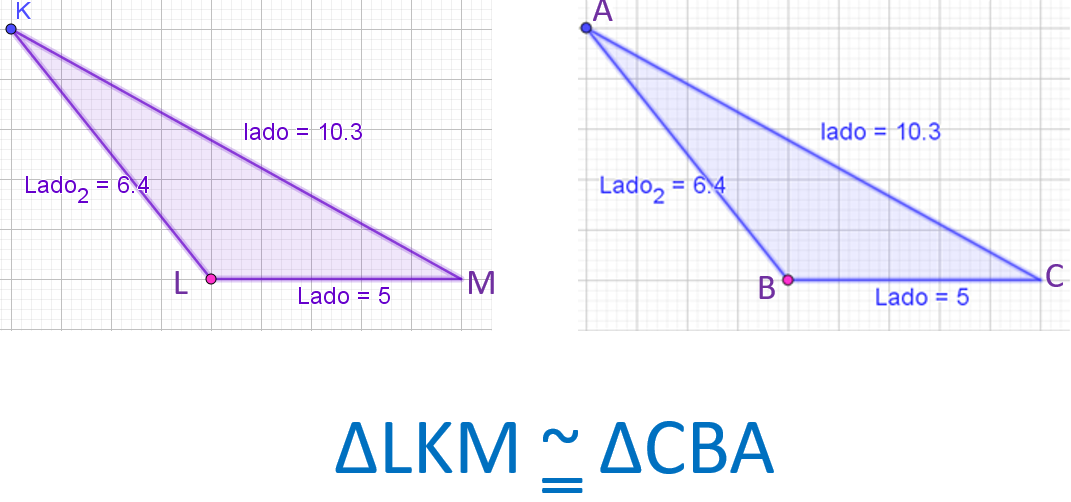 K
A
lado = 10.3
lado = 10.3
Lado₂ = 6.4
Lado₂ = 6.4
L
M
B
C
Lado = 5
Lado = 5
ΔLKM ≅ ΔCBA